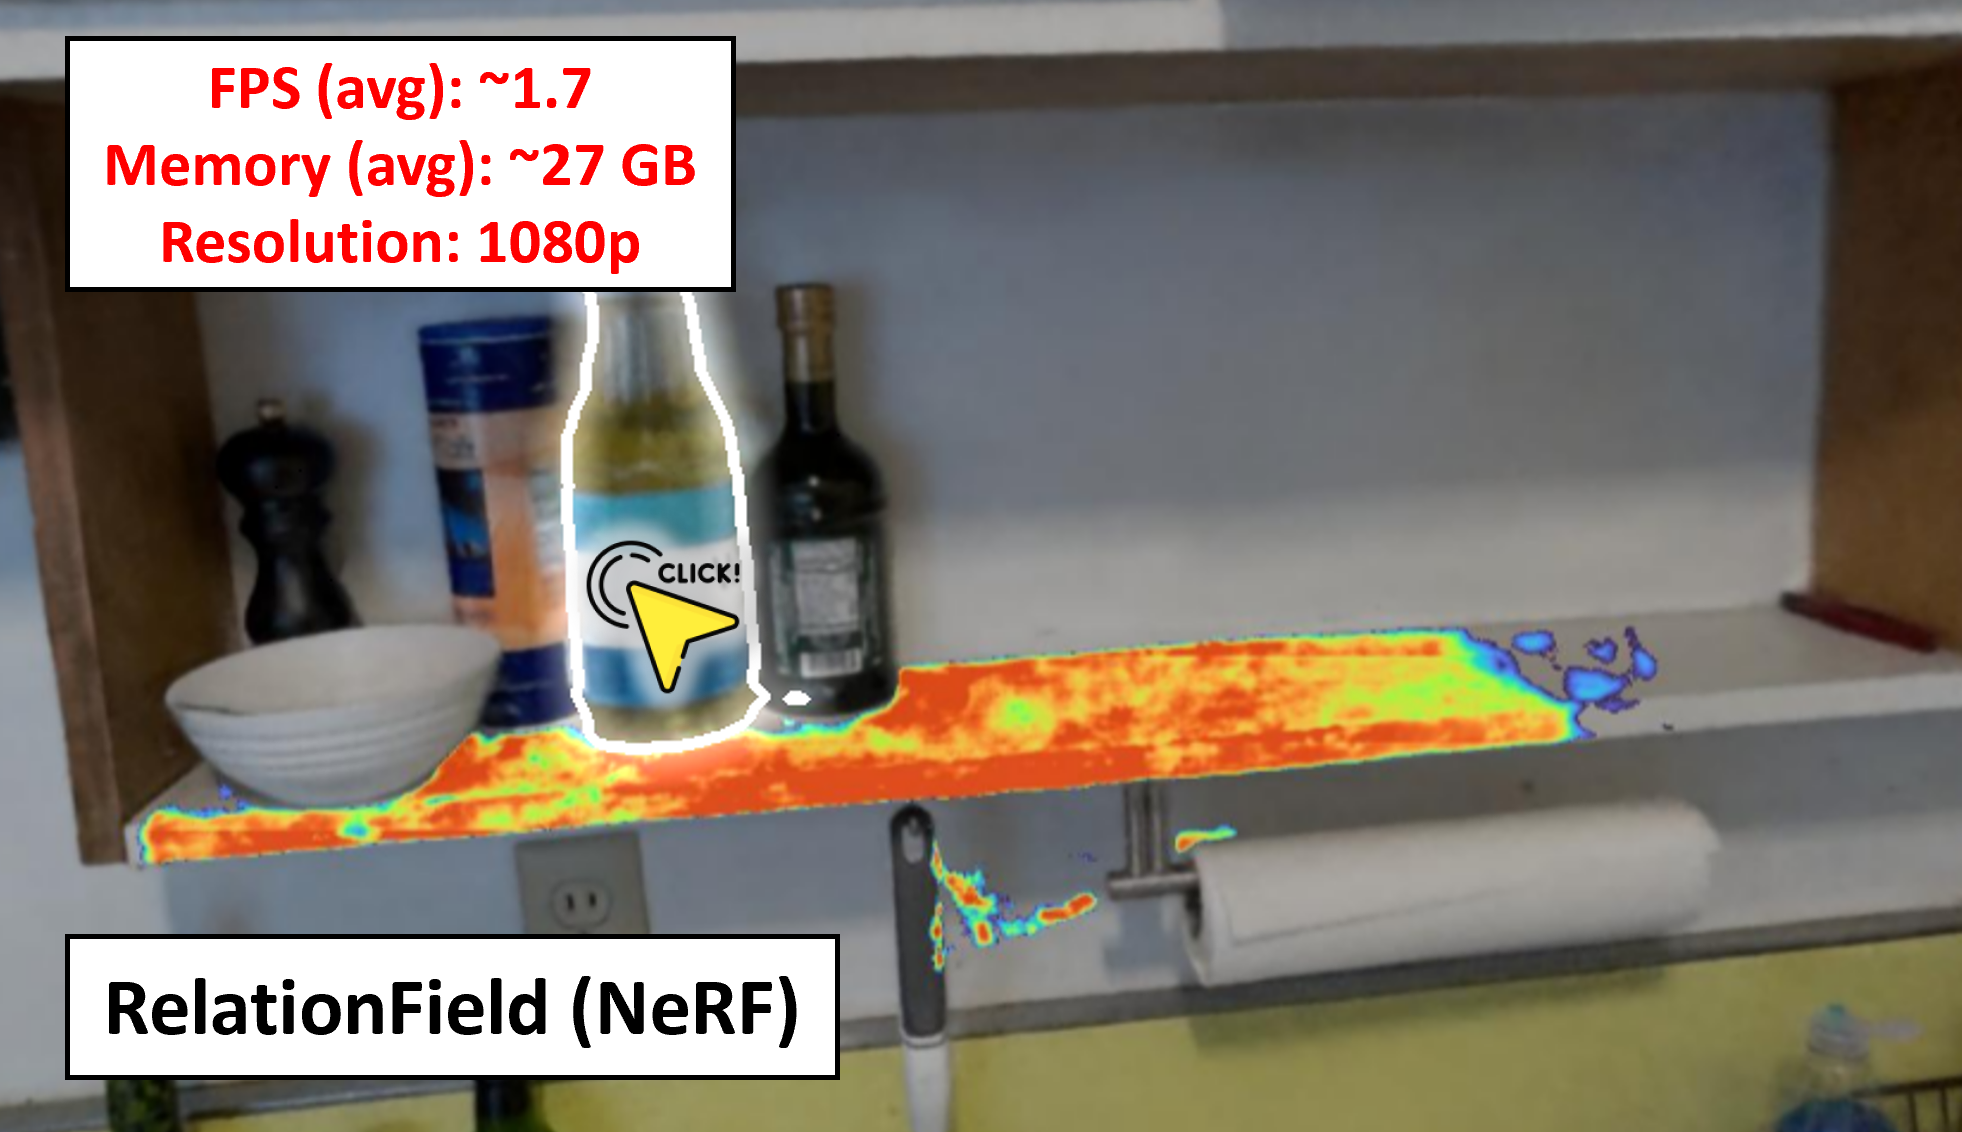 FPS (avg): ~1.7
Memory (avg): ~27 GB
Resolution: 1080p
CLICK!
RelationField (NeRF)